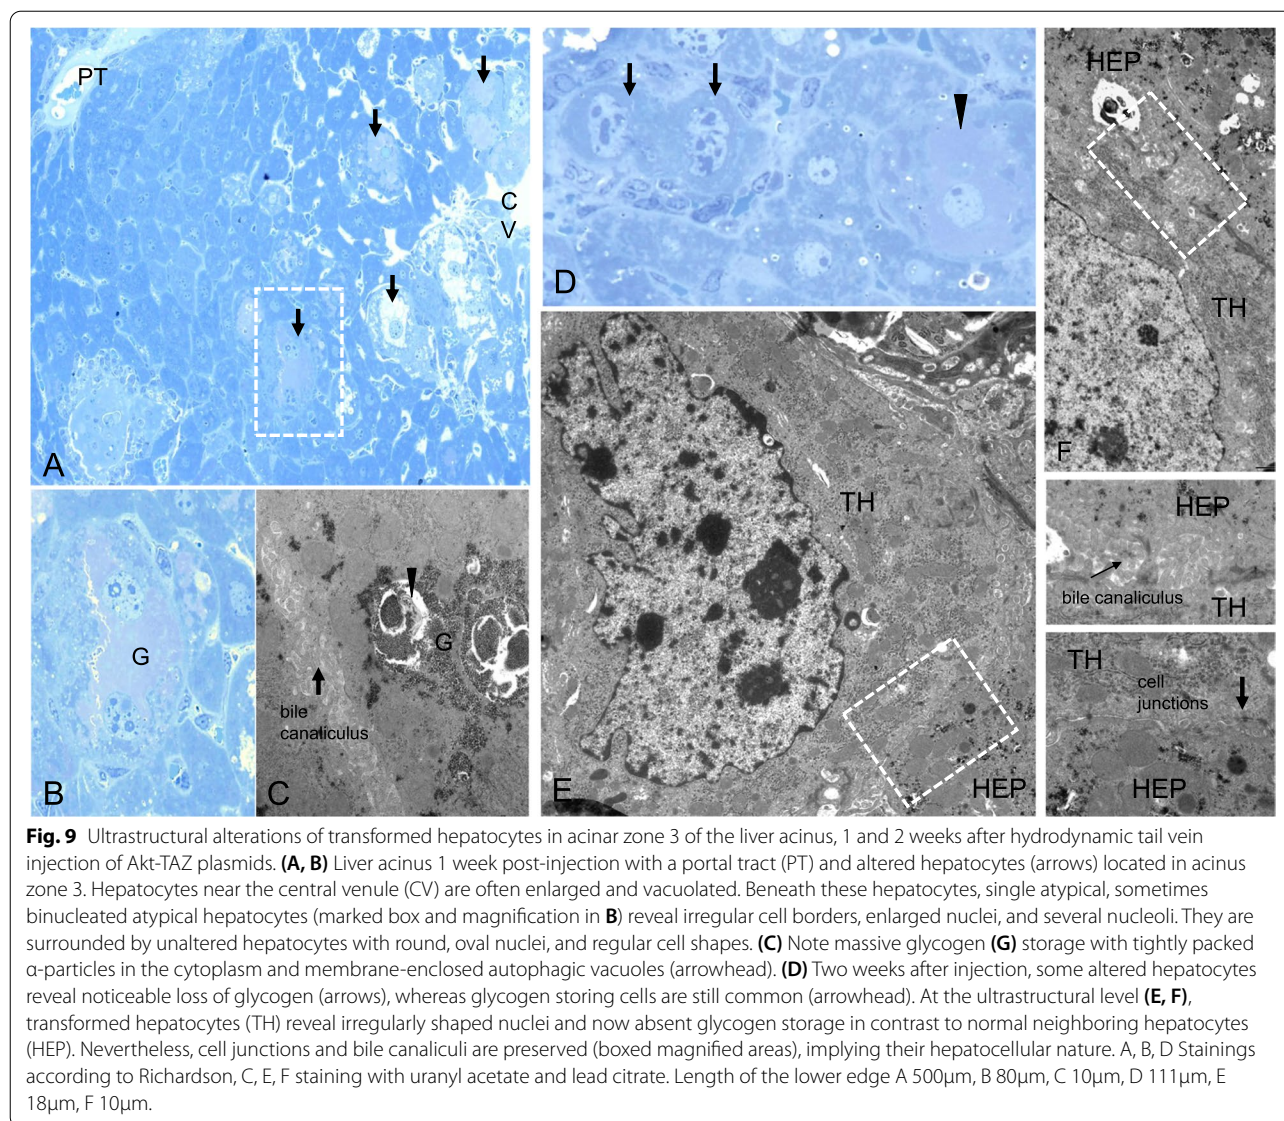 PT
C
V
A
D
HEP
TH
F
G
B
bile
canaliculus
G
C
TH
HEP
E
HEP
bile canaliculus
TH
TH
cell
junctions
HEP
Fig. 9 Ultrastructural alterations of transformed hepatocytes in acinar zone 3 of the liver acinus, 1 and 2 weeks after hydrodynamic tail vein
injection of Akt-TAZ plasmids. (A, B) Liver acinus 1 week post-injection with a portal tract (PT) and altered hepatocytes (arrows) located in acinus
zone 3. Hepatocytes near the central venule (CV) are often enlarged and vacuolated. Beneath these hepatocytes, single atypical, sometimes
binucleated atypical hepatocytes (marked box and magnification in B) reveal irregular cell borders, enlarged nuclei, and several nucleoli. They are
surrounded by unaltered hepatocytes with round, oval nuclei, and regular cell shapes. (C) Note massive glycogen (G) storage with tightly packed
α-particles in the cytoplasm and membrane-enclosed autophagic vacuoles (arrowhead). (D) Two weeks after injection, some altered hepatocytes
reveal noticeable loss of glycogen (arrows), whereas glycogen storing cells are still common (arrowhead). At the ultrastructural level (E, F),
transformed hepatocytes (TH) reveal irregularly shaped nuclei and now absent glycogen storage in contrast to normal neighboring hepatocytes
(HEP). Nevertheless, cell junctions and bile canaliculi are preserved (boxed magnified areas), implying their hepatocellular nature. A, B, D Stainings
according to Richardson, C, E, F staining with uranyl acetate and lead citrate. Length of the lower edge A 500μm, B 80μm, C 10μm, D 111μm, E
18μm, F 10μm.